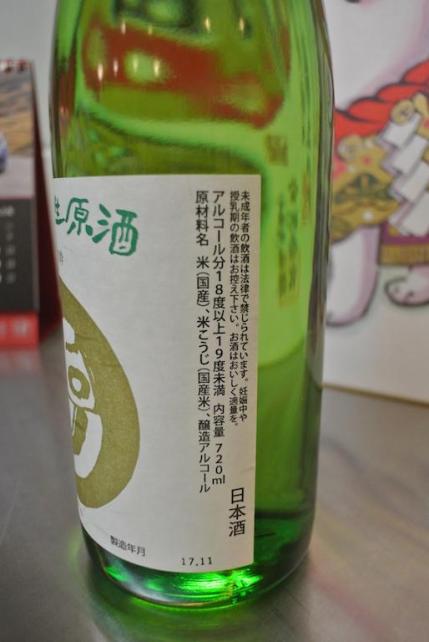 生原酒
未成年者の飲酒は法律で禁じられています。妊娠中や
授乳期の飲酒はお控え下さい。お酒はおいしく適量を。
アルコール分18度以上19度未満 内容量 720ml
原材料名 米(国産)、米こうじ(国産米)、醸造アルコール
日本酒
製造年月
17.11